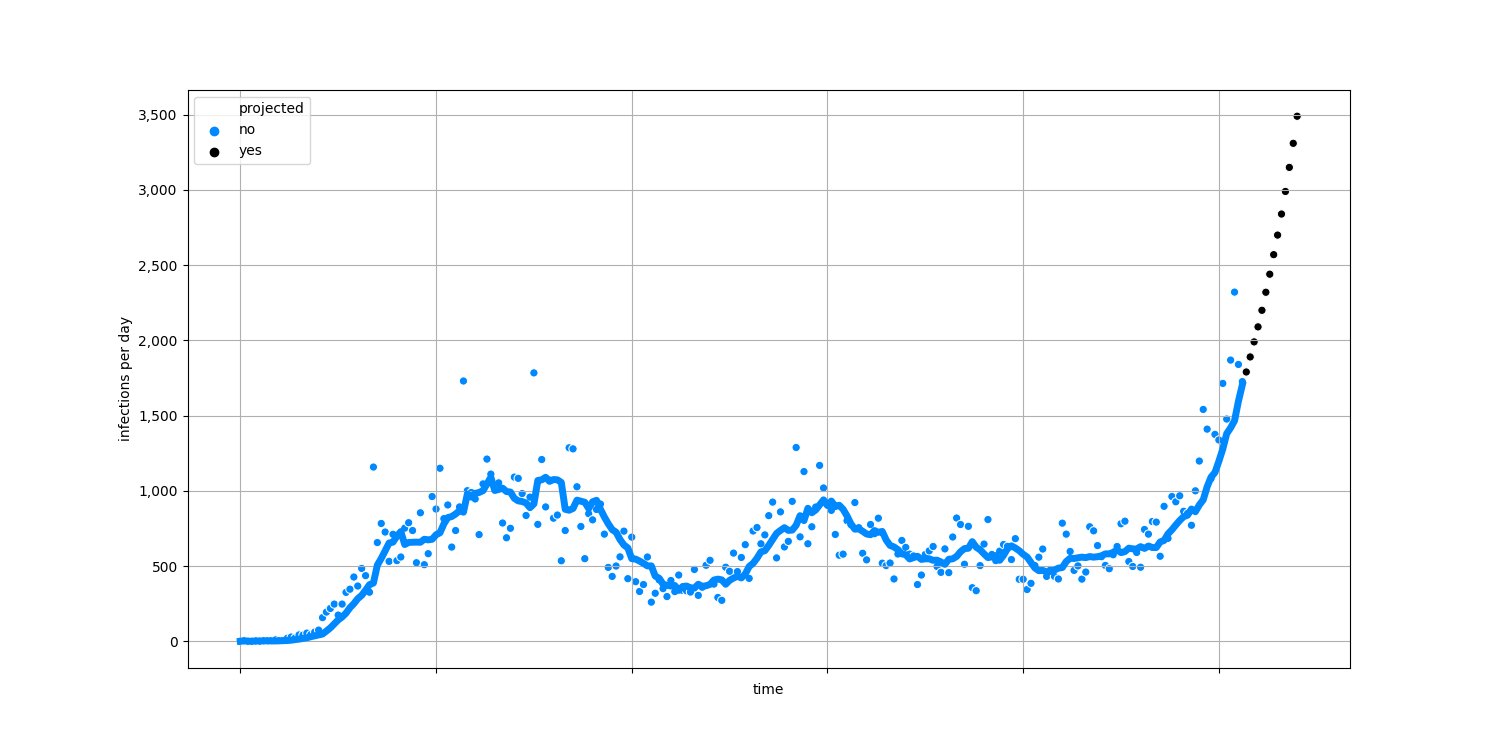 projected
no
yes
3,500
3,000
2,500
2,000
1,500
1,000
500
0
infections per day
time